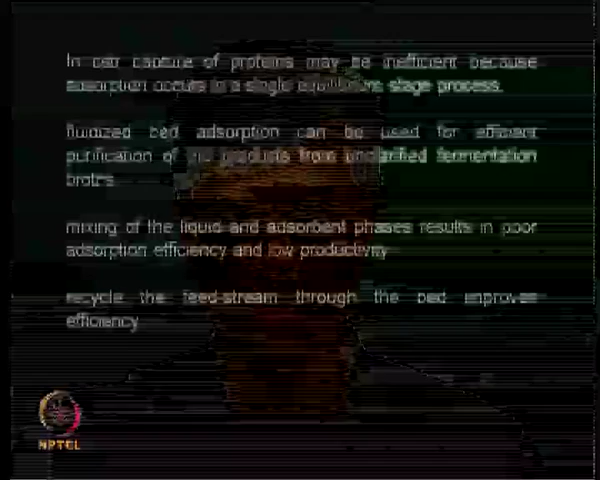 In capture of proteins may be inefficient because
adsorption occurs in a single equilibrium stage process.
fluidized bed adsorption can be used for efficient
purification of products from unclarified fermentation
broths
mixing of the liquid and adsorbent phases results in poor
adsorption efficiency and low productivity
recycle the feed-stream through the bed improves
efficiency
NPTEL